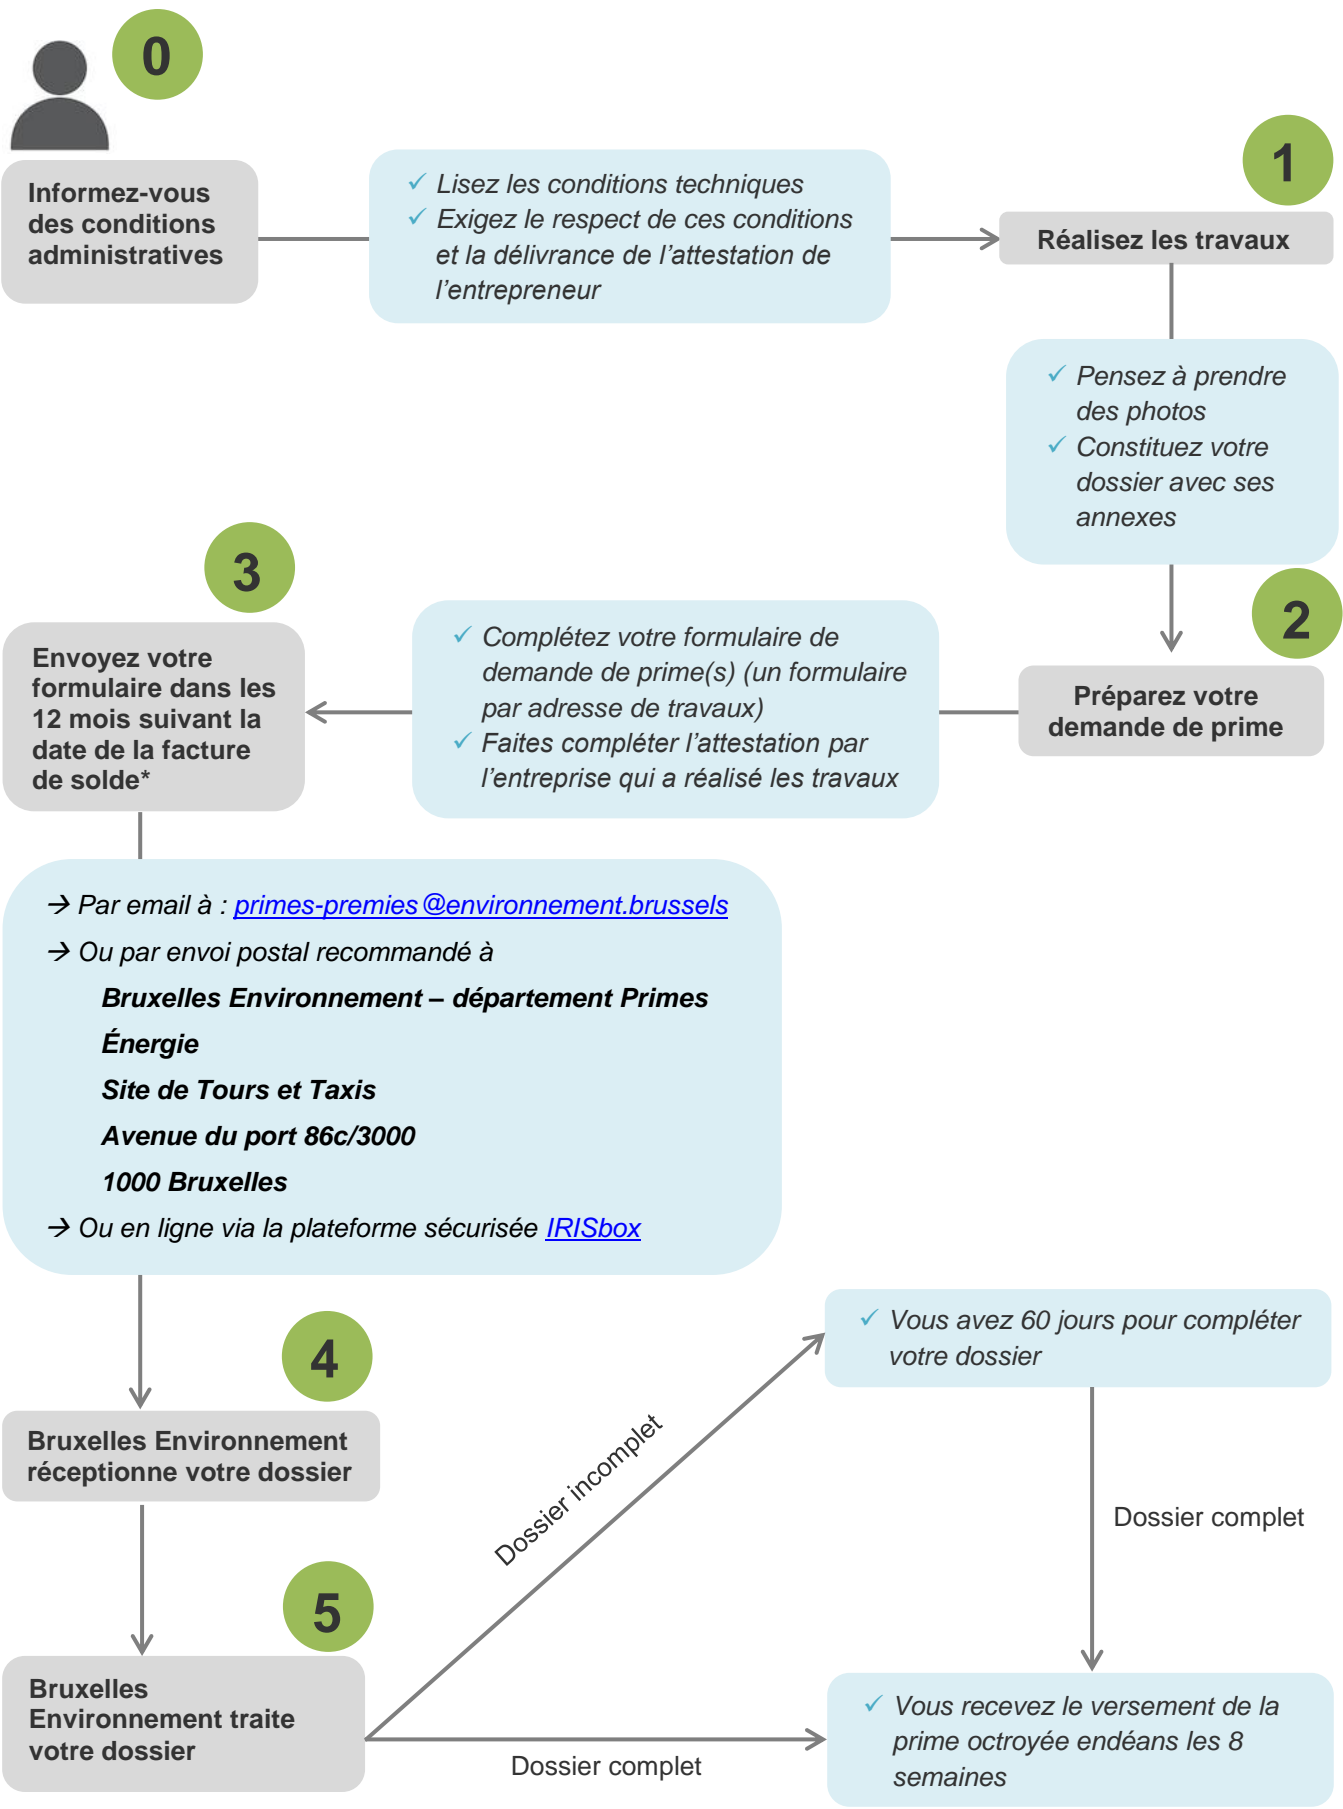 0
Informez-vous
des conditions
administratives
✓ Lisez les conditions techniques
✓ Exigez le respect de ces conditions
et la délivrance de l'attestation de
l'entrepreneur
1
Réalisez les travaux
✓ Pensez à prendre
des photos
✓ Constituez votre
dossier avec ses
annexes
2
Préparez votre
demande de prime
✓ Complétez votre formulaire de
demande de prime(s) (un formulaire
par adresse de travaux)
✓ Faites compléter l'attestation par
l'entreprise qui a réalisé les travaux
3
Envoyez votre
formulaire dans les
12 mois suivant la
date de la facture
de solde*
→ Par email à : primes-premies@environnement.brussels
→ Ou par envoi postal recommandé à
Bruxelles Environnement – département Primes
Énergie
Site de Tours et Taxis
Avenue du port 86c/3000
1000 Bruxelles
→ Ou en ligne via la plateforme sécurisée IRISbox
4
Bruxelles Environnement
réceptionne votre dossier
5
Bruxelles
Environnement traite
votre dossier
Dossier incomplet
✓ Vous avez 60 jours pour compléter
votre dossier
Dossier complet
Dossier complet
✓ Vous recevez le versement de la
prime octroyée endéans les 8
semaines